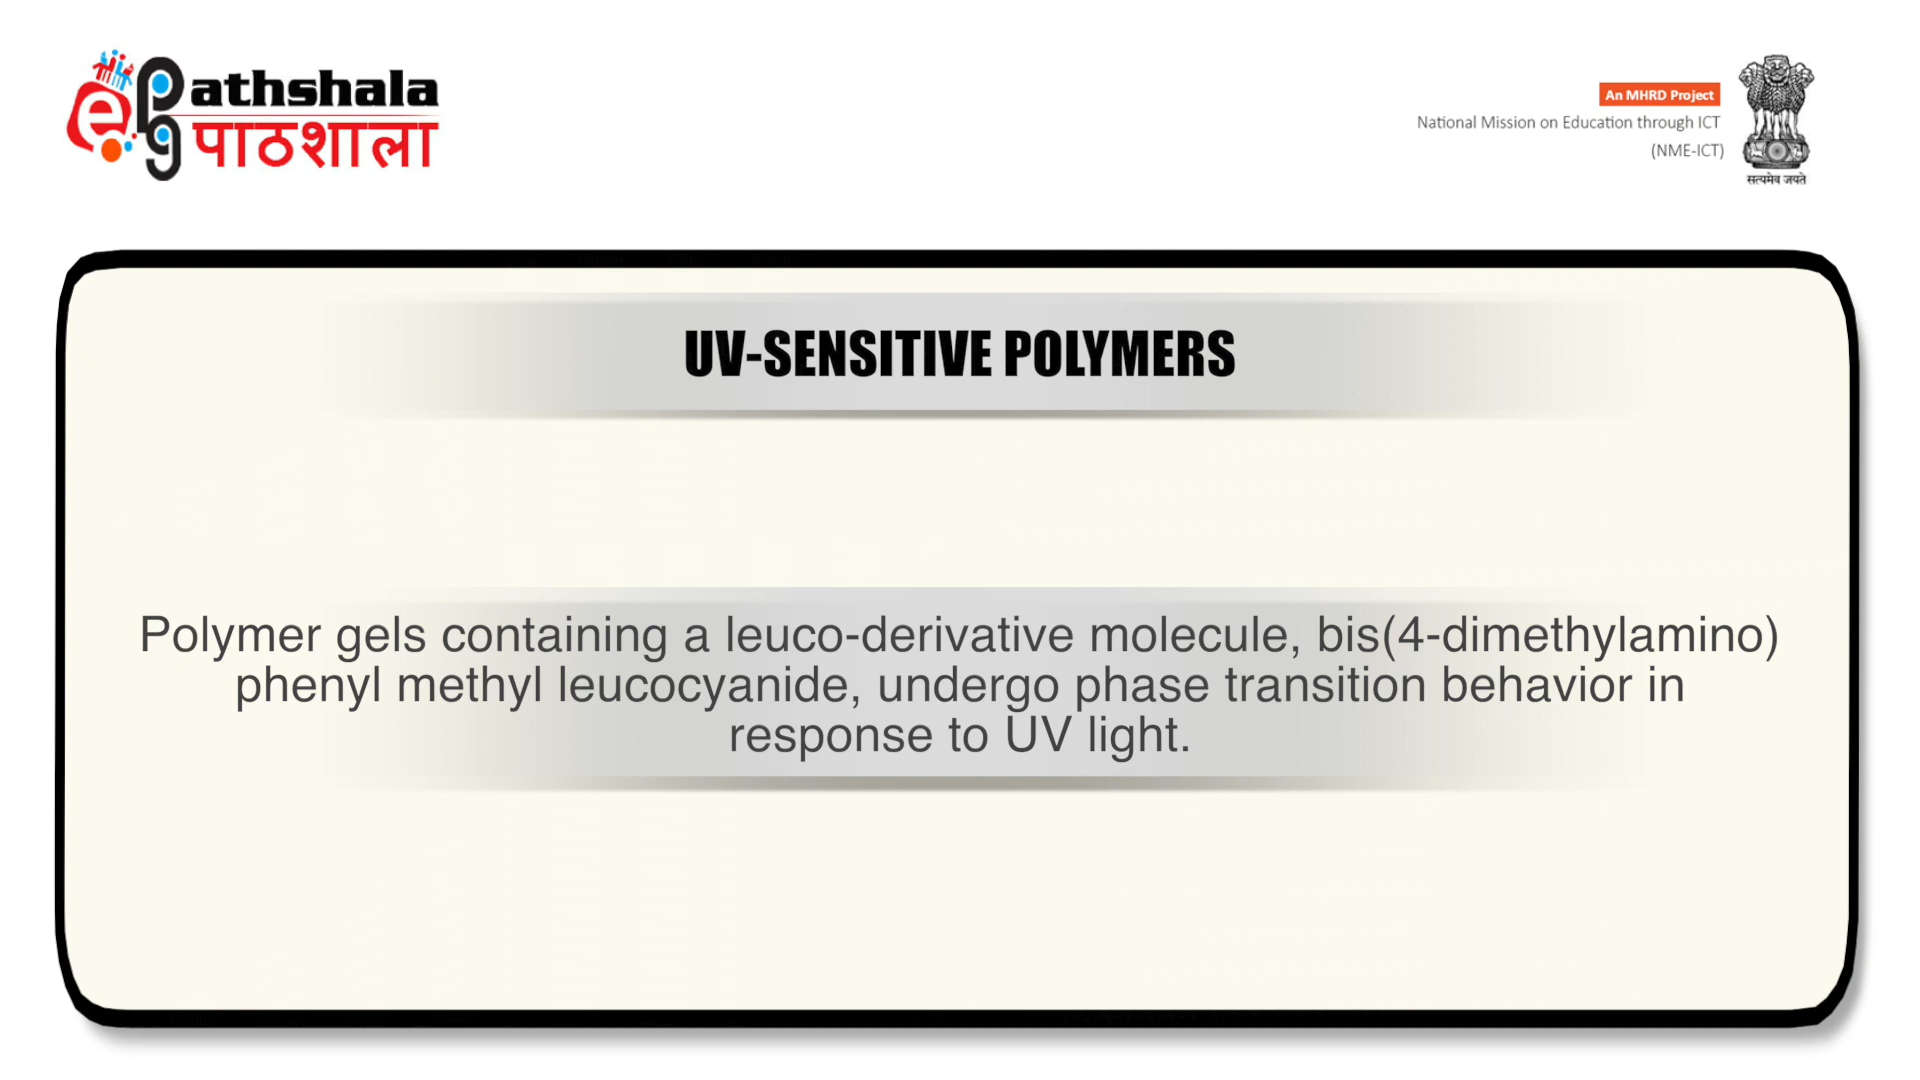 ePgathshala
पाठशाला
An MHRD Project
National Mission on Education through ICT
(NME-ICT)
सत्यमेव जयते
UV-SENSITIVE POLYMERS
Polymer gels containing a leuco-derivative molecule, bis(4-dimethylamino)
phenyl methyl leucocyanide, undergo phase transition behavior in
response to UV light.